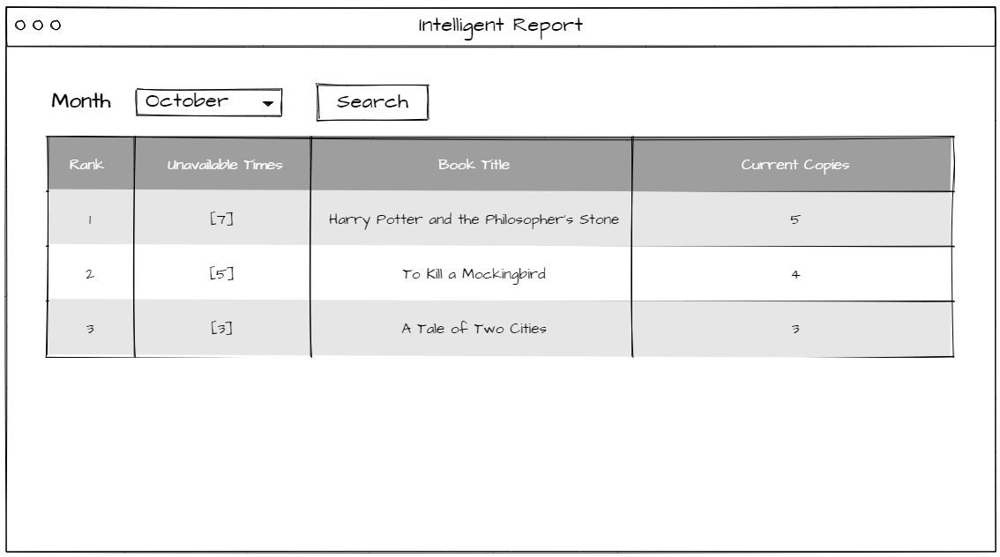 Intelligent Report
Month October Search
Rank Unavailable Times Book Title Current Copies
1 [7] Harry Potter and the Philosopher's Stone 5
2 [5] To Kill a Mockingbird 4
3 [3] A Tale of Two Cities 3